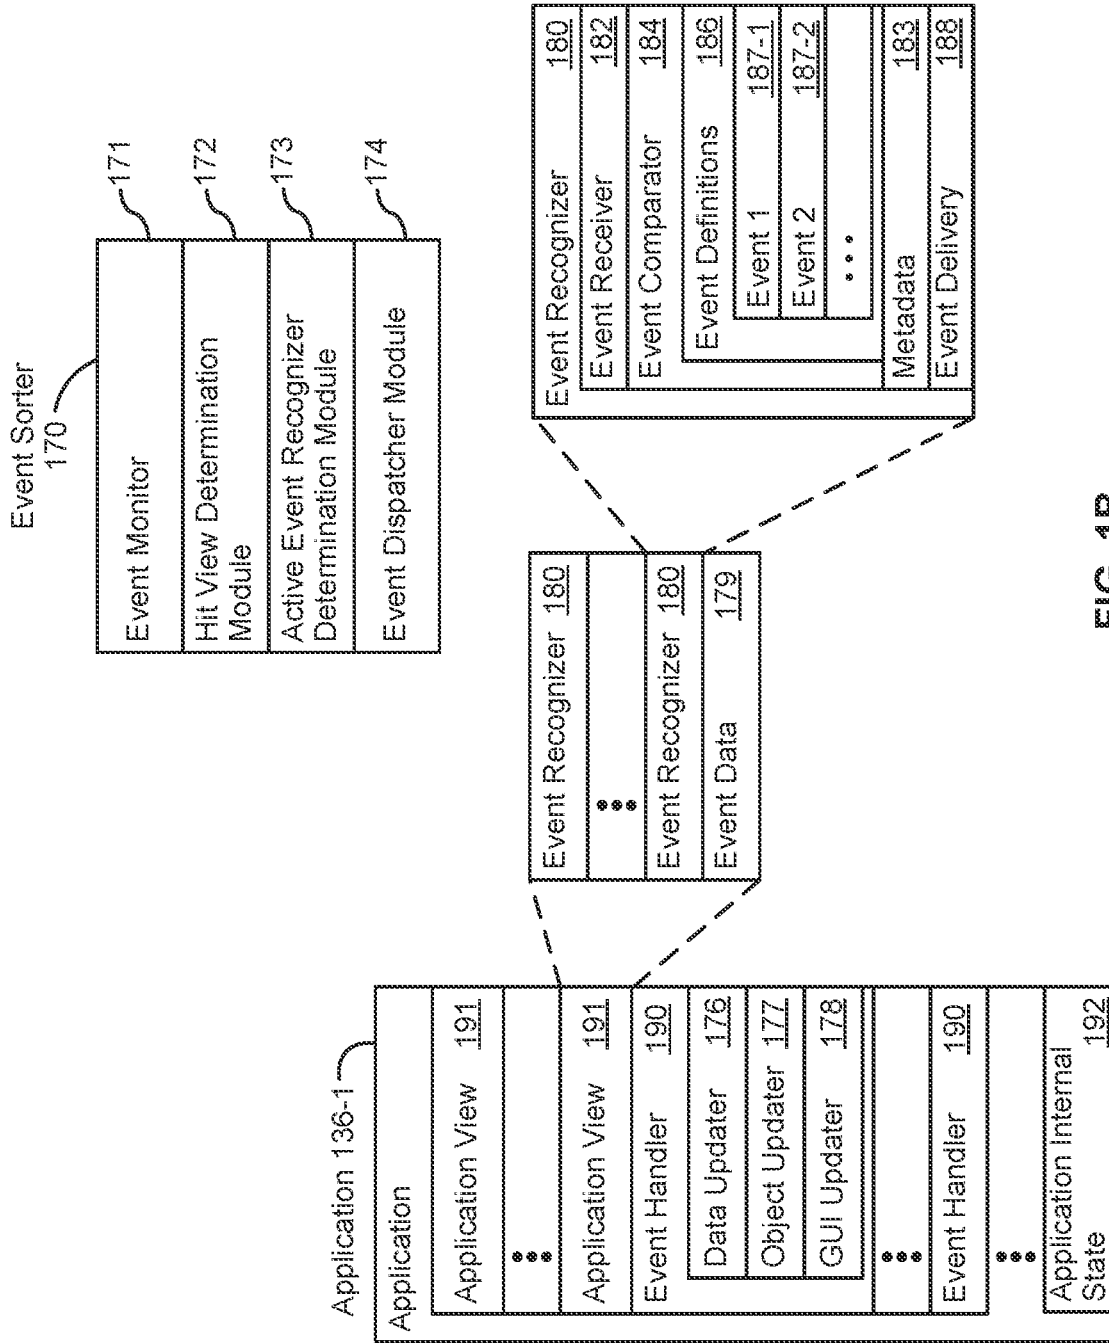 Event Sorter
170
Event Monitor
171
Hit View Determination
Module
172
Active Event Recognizer
Determination Module
173
Event Dispatcher Module
174
Application 136-1
Application
Application View 191
Application View 191
Event Handler 190
Data Updater 176
Object Updater 177
GUI Updater 178
Event Handler 190
Application Internal
State 192
Event Recognizer 180
Event Recognizer 180
Event Data 179
Event Recognizer 180
Event Receiver 182
Event Comparator 184
Event Definitions 186
Event 1 187-1
Event 2 187-2
Metadata 183
Event Delivery 188